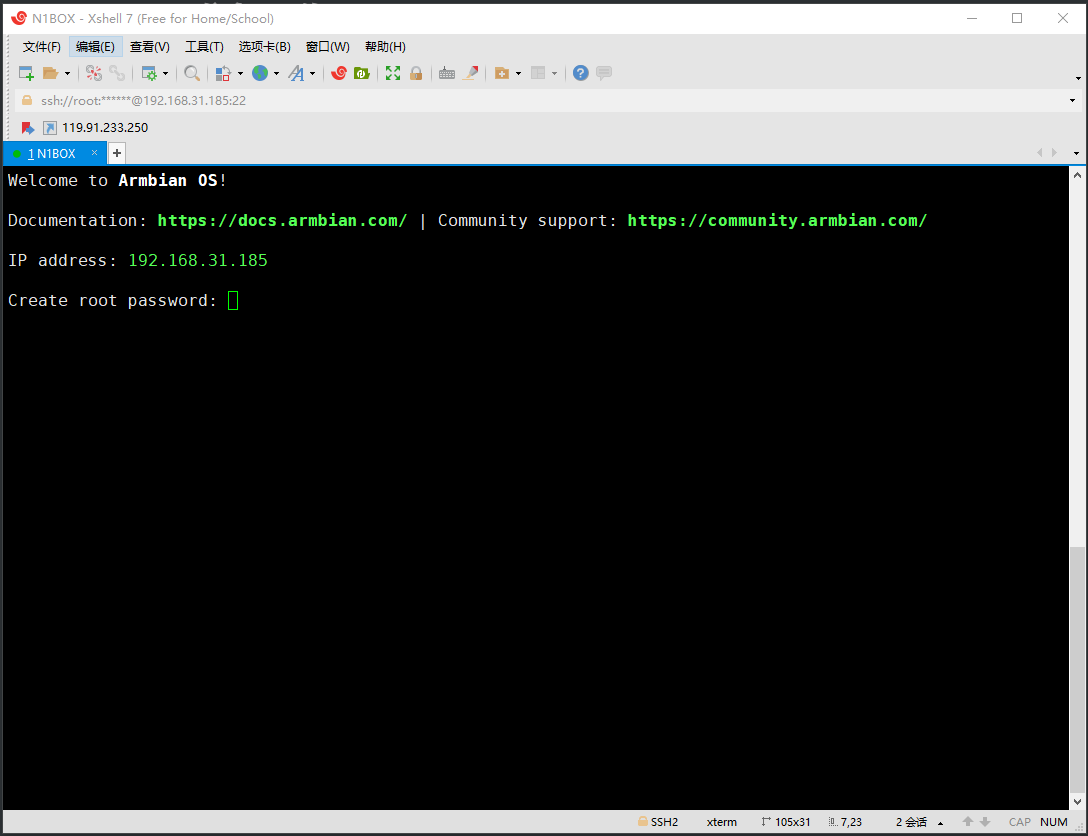 N1BOX - Xshell 7 (Free for Home/School)
文件(F) 编辑(E) 查看(V) 工具(T) 选项卡(B) 窗口(W) 帮助(H)
ssh://root:******@192.168.31.185:22
119.91.233.250
1 N1BOX
Welcome to Armbian OS!
Documentation: https://docs.armbian.com/ | Community support: https://community.armbian.com/
IP address: 192.168.31.185
Create root password:
SSH2 xterm 105x31 7,23 2 会话 CAP NUM